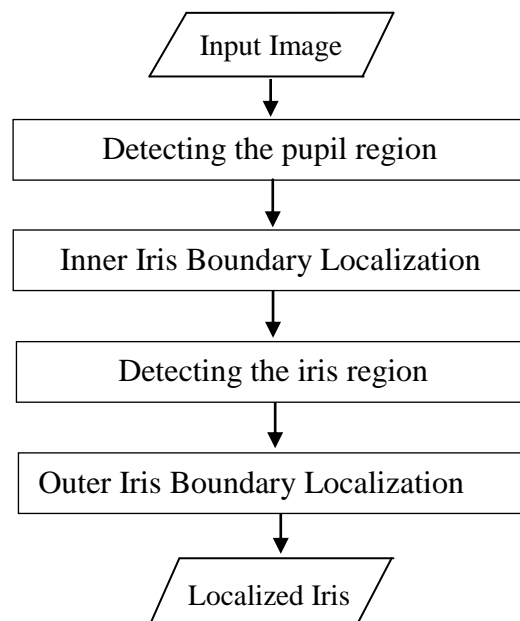 Input Image
Detecting the pupil region
Inner Iris Boundary Localization
Detecting the iris region
Outer Iris Boundary Localization
Localized Iris